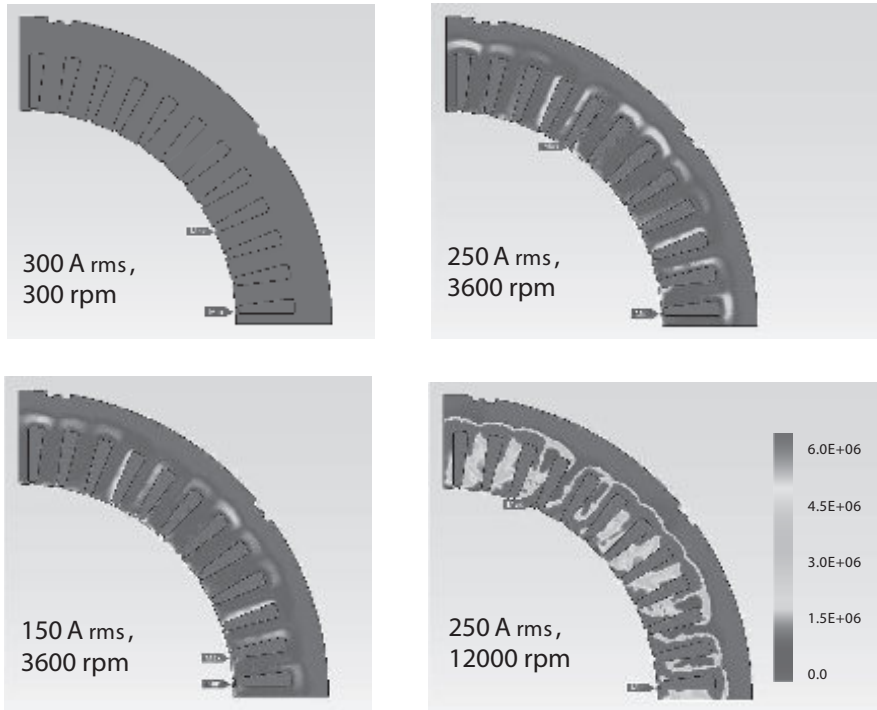 300 A rms,
300 rpm
250 A rms,
3600 rpm
150 A rms,
3600 rpm
250 A rms,
12000 rpm
6.0E+06
4.5E+06
3.0E+06
1.5E+06
0.0